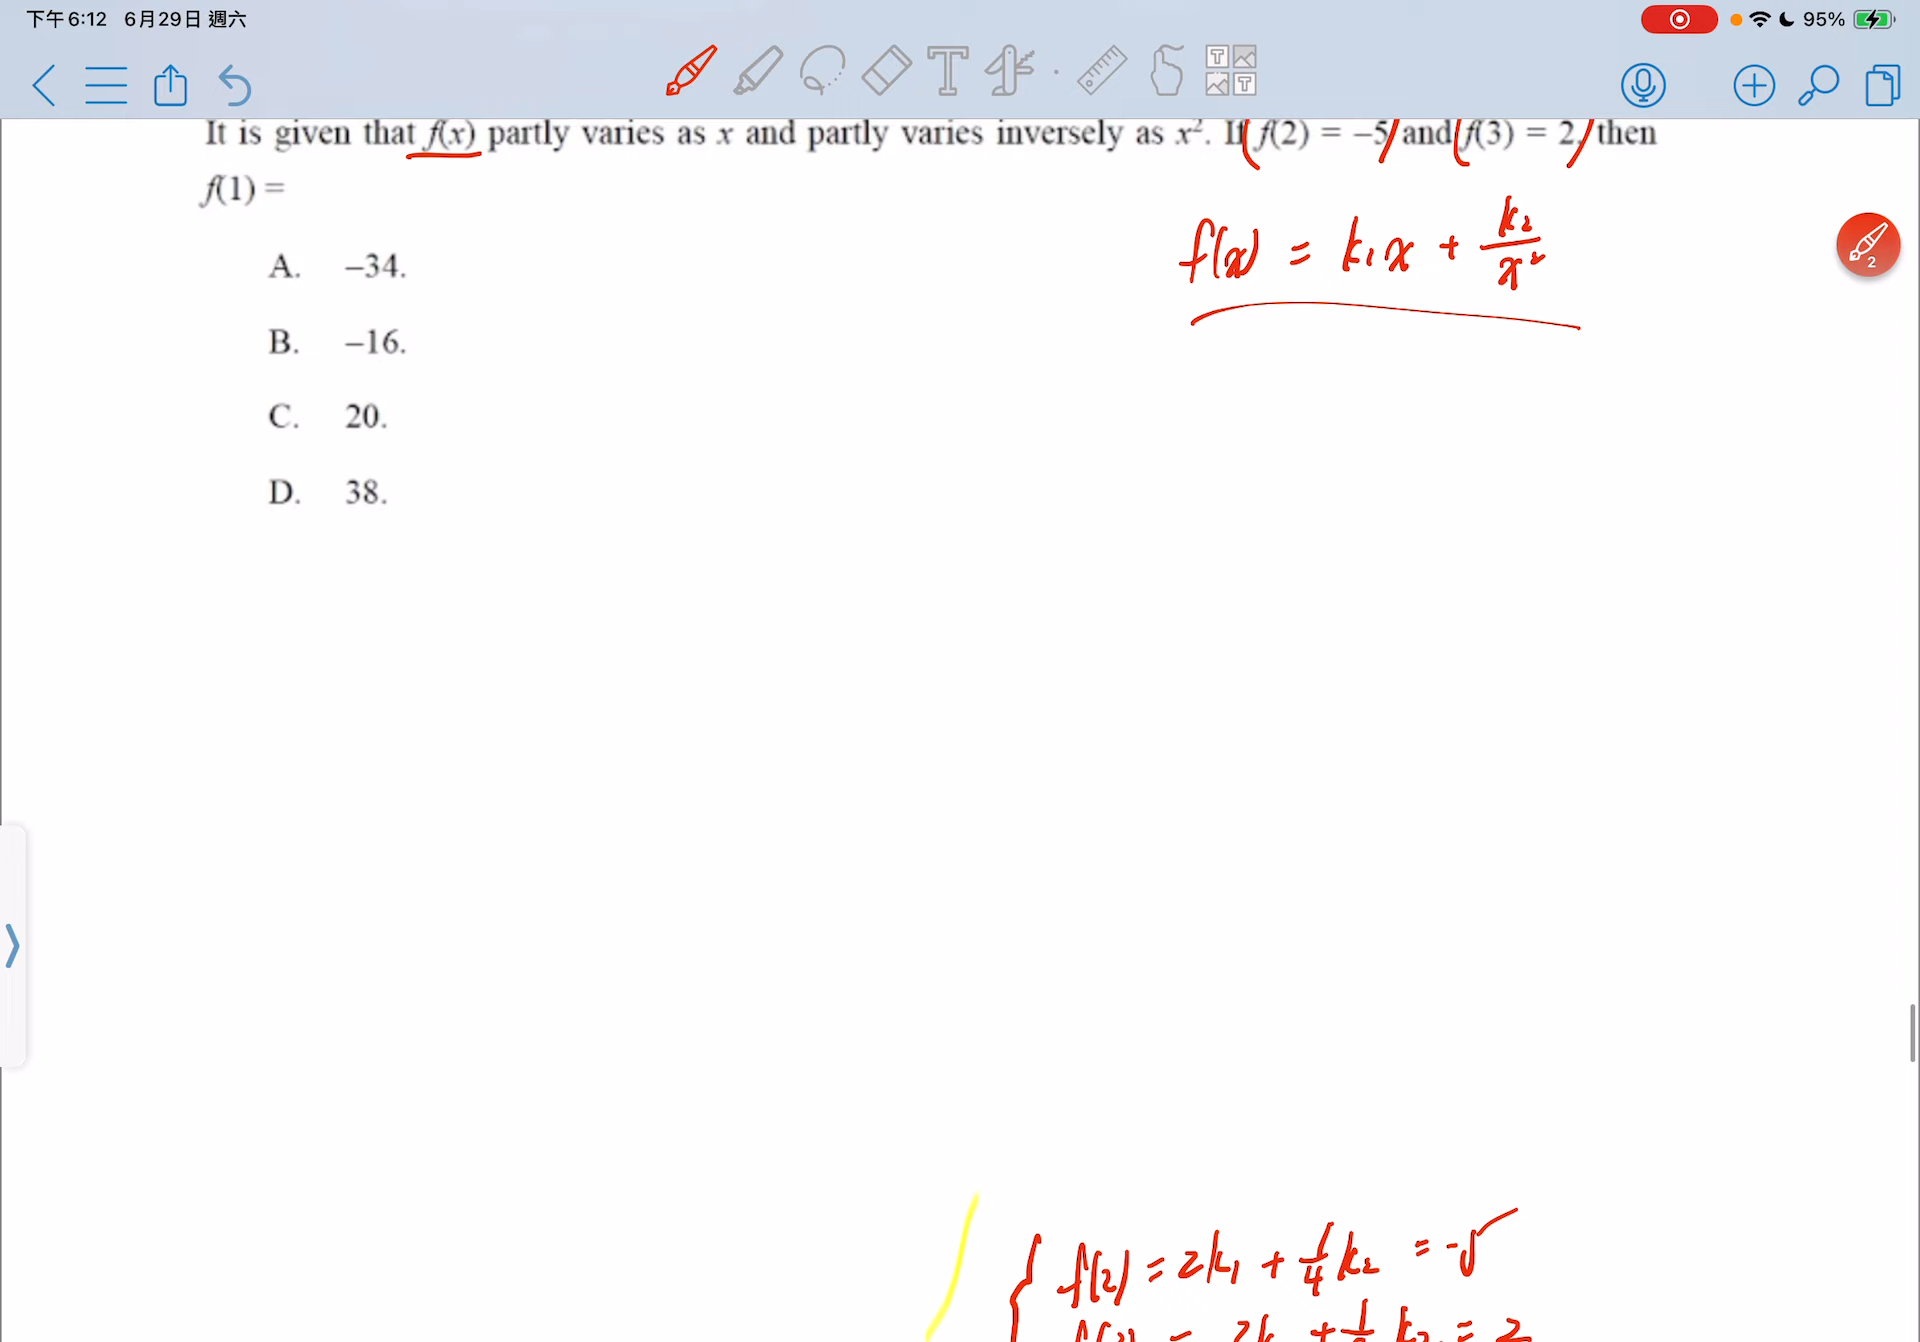 下午6:12 6月29日 週六
95%
It is given that f(x) partly varies as x and partly varies inversely as x². If f(2) = –5 and f(3) = 2, then
f(1) =
f(x) = k₁x + k₂/x²
2
A. –34.
B. –16.
C. 20.
D. 38.
f(2) = 2k₁ + 1/4 k₂ = -5